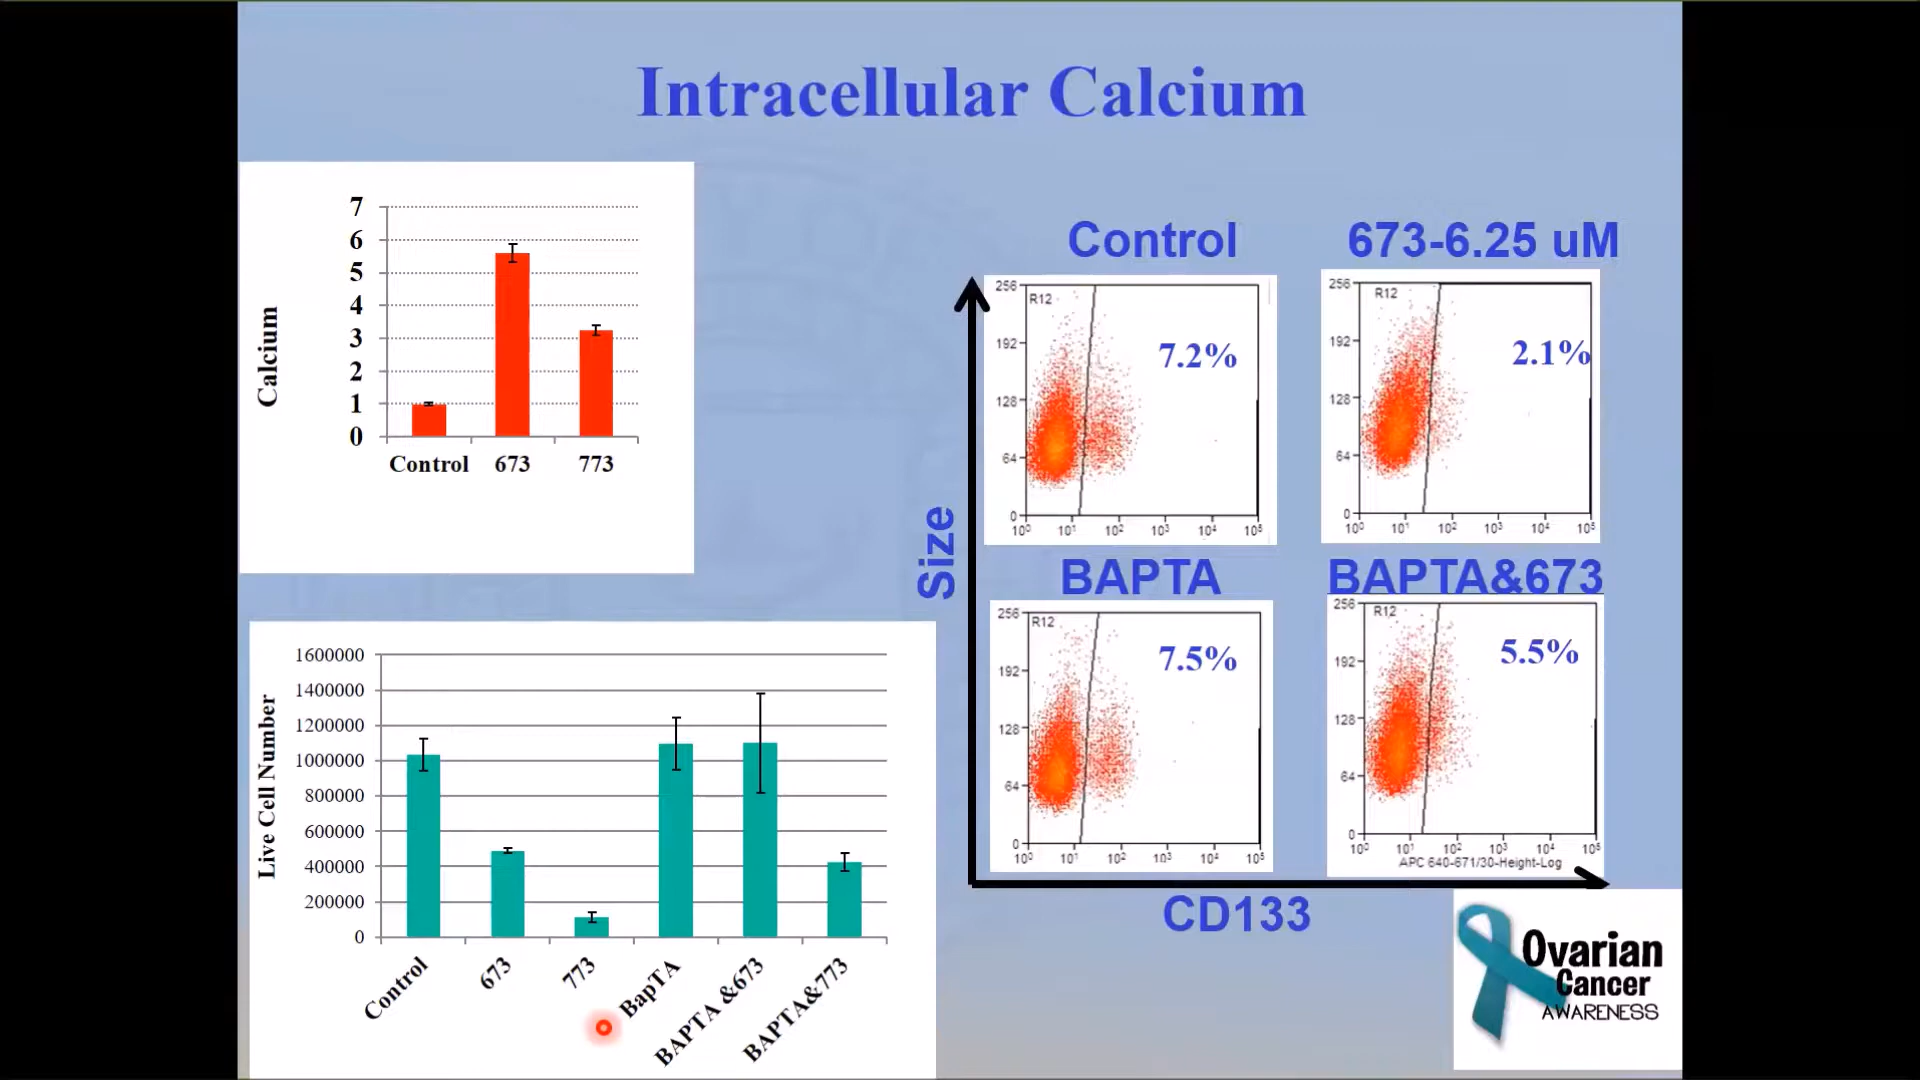 Intracellular Calcium
Calcium
7
6
5
4
3
2
1
0
Control 673 773
Live Cell Number
1600000
1400000
1200000
1000000
800000
600000
400000
200000
0
Control
673
773
BapTA
BAPTA &673
BAPTA&773
Size
Control
256
192
128
64
0
R12
7.2%
10⁰ 10¹ 10² 10³ 10⁴ 10⁵
673-6.25 uM
256
192
128
64
0
R12
2.1%
10⁰ 10¹ 10² 10³ 10⁴ 10⁵
BAPTA
256
192
128
64
0
R12
7.5%
10⁰ 10¹ 10² 10³ 10⁴ 10⁵
BAPTA&673
256
192
128
64
0
R12
5.5%
10⁰ 10¹ 10² 10³ 10⁴ 10⁵
APC 640-671/30-Height-Log
CD133
Ovarian
Cancer
AWARENESS